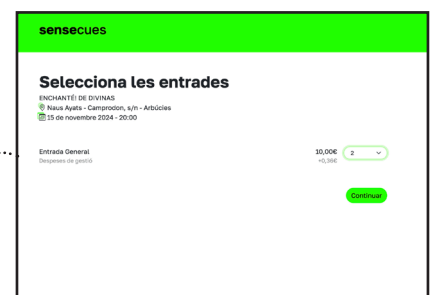 sensecues
Selecciona les entrades
ENCHANTÉ! DE DIVINAS
Naus Ayats - Camprodon, s/n - Arbúcies
15 de novembre 2024 - 20:00
Entrada General 10,00€ 2
Despeses de gestió +0,36€
Continuar